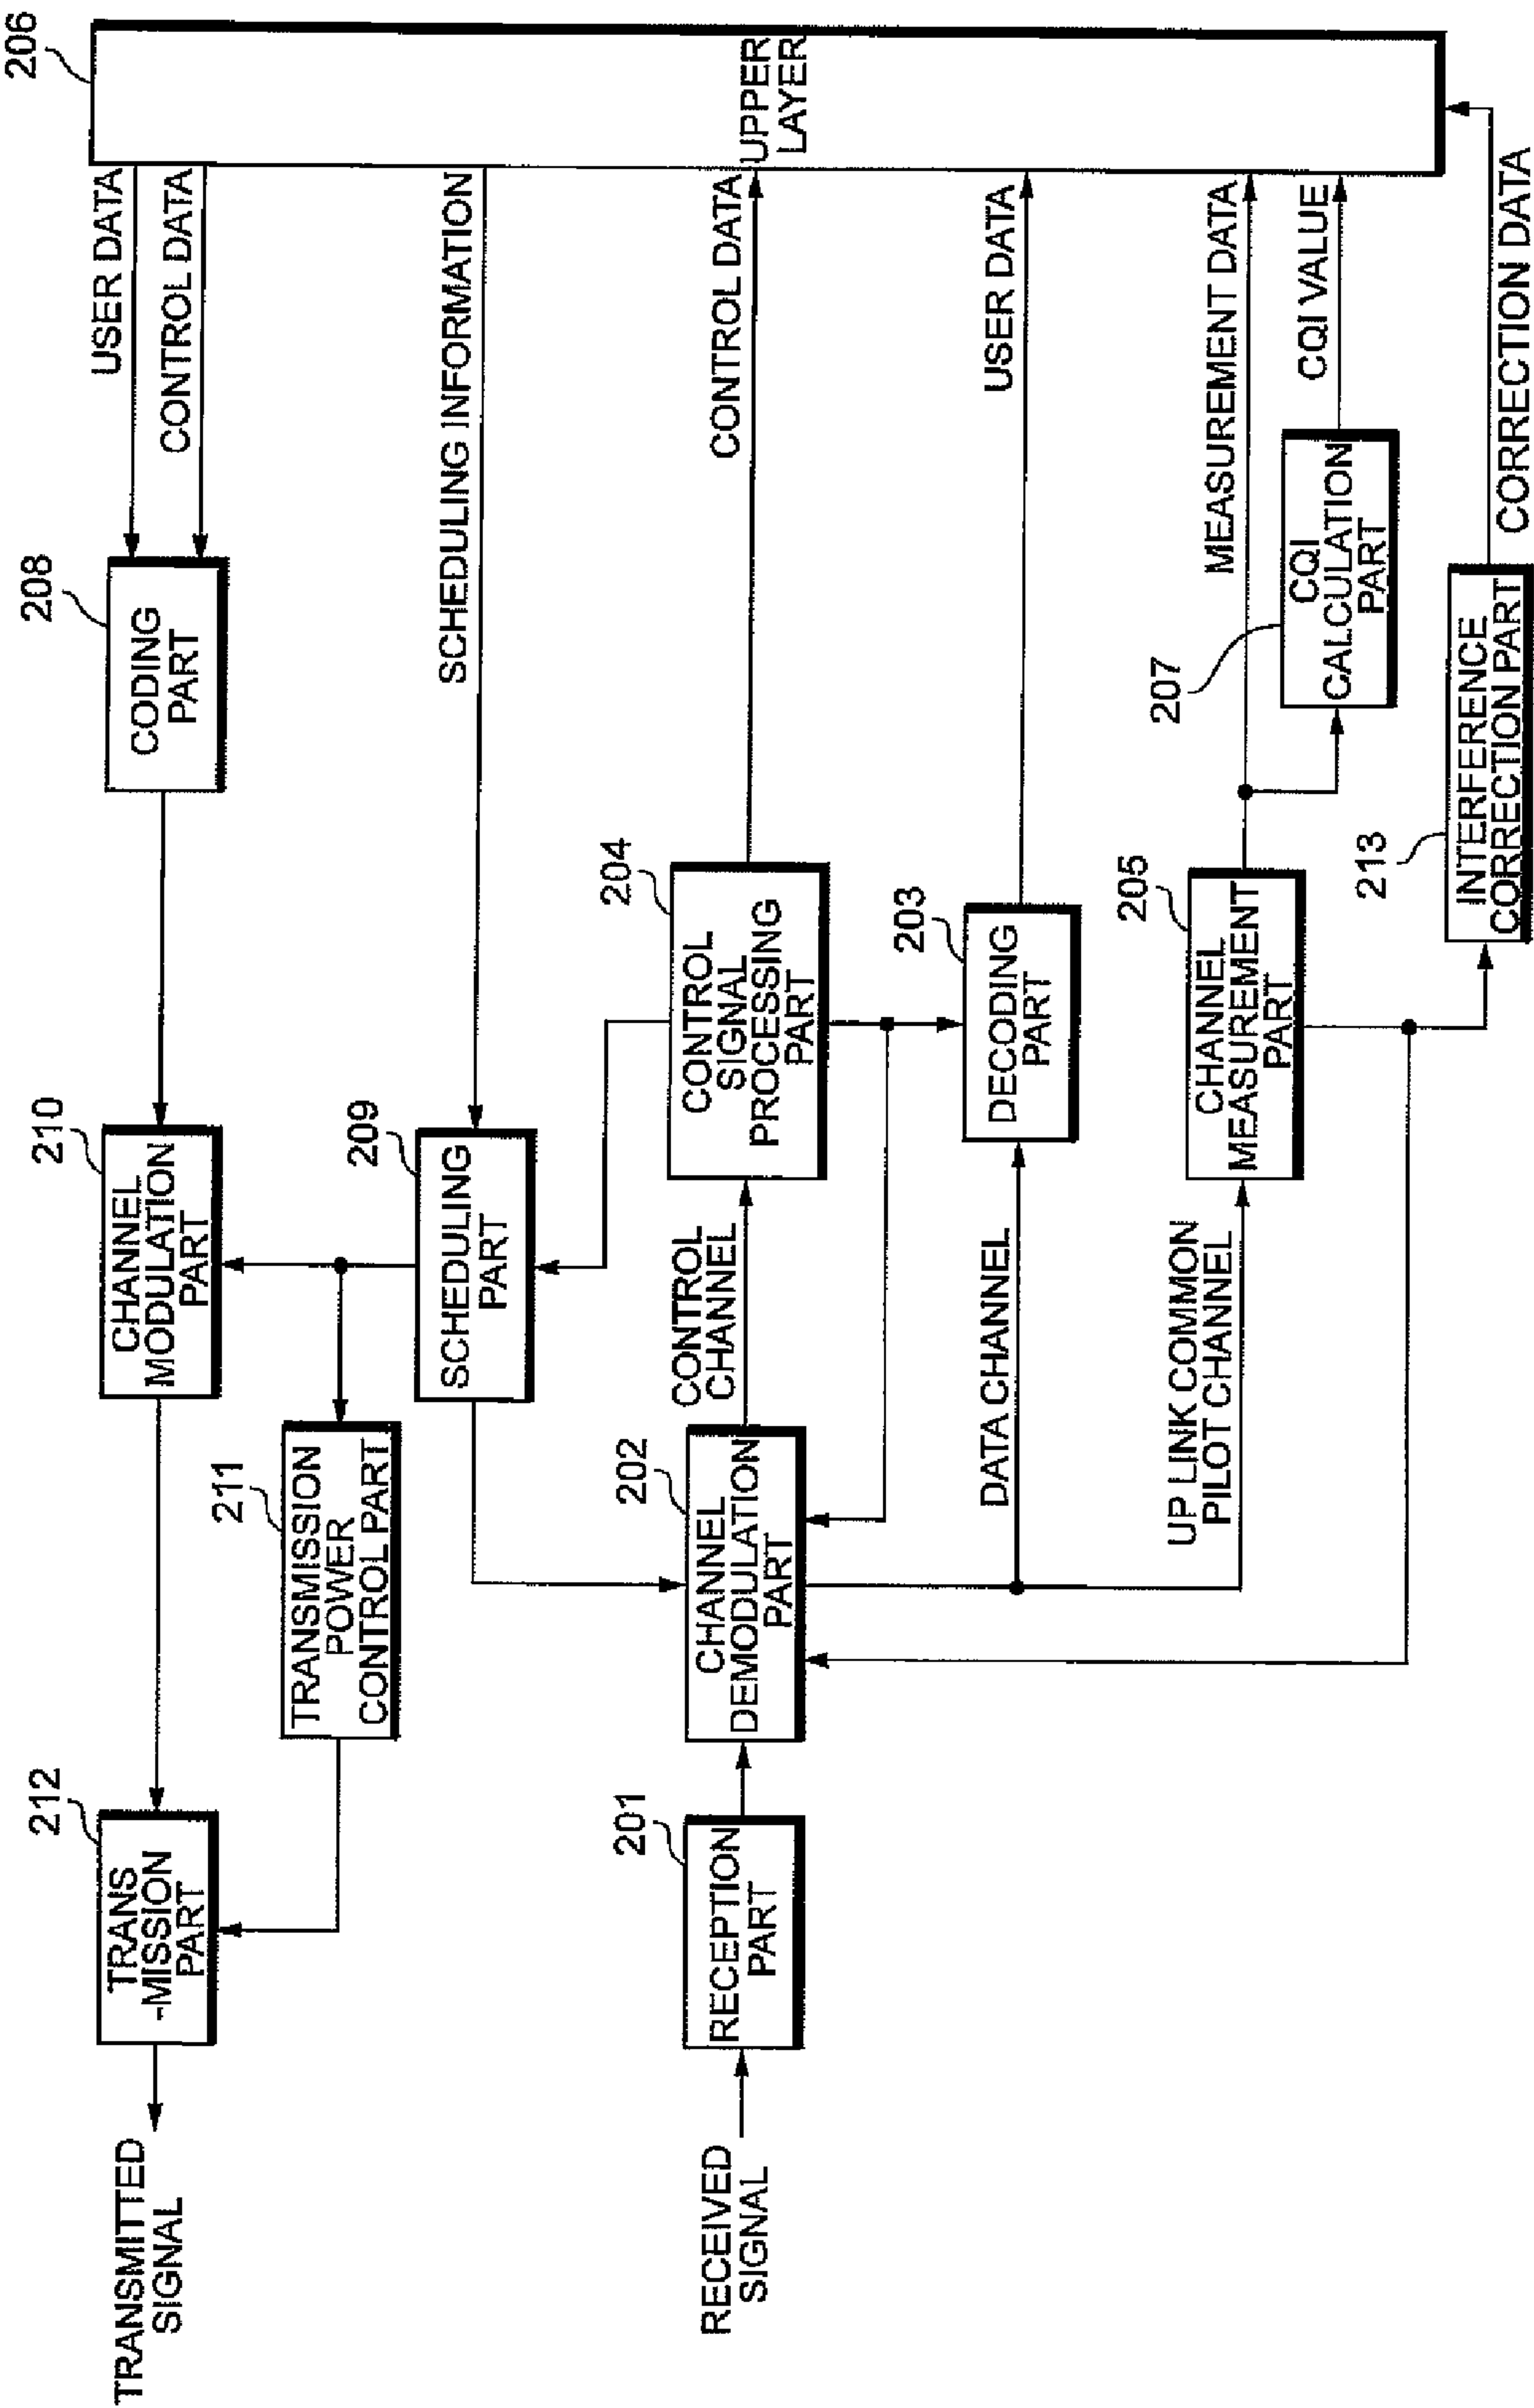 206
UPPER
LAYER
USER DATA
CONTROL DATA
208
CODING
PART
210
CHANNEL
MODULATION
PART
212
TRANS
-MISSION
PART
TRANSMITTED
SIGNAL
211
TRANSMISSION
POWER
CONTROL PART
SCHEDULING INFORMATION
209
SCHEDULING
PART
CONTROL DATA
204
CONTROL
SIGNAL
PROCESSING
PART
CONTROL
CHANNEL
202
CHANNEL
DEMODULATION
PART
201
RECEPTION
PART
RECEIVED
SIGNAL
USER DATA
203
DECODING
PART
DATA CHANNEL
MEASUREMENT DATA
205
CHANNEL
MEASUREMENT
PART
UP LINK COMMON
PILOT CHANNEL
CQI VALUE
207
CQI
CALCULATION
PART
213
INTERFERENCE
CORRECTION PART
CORRECTION DATA